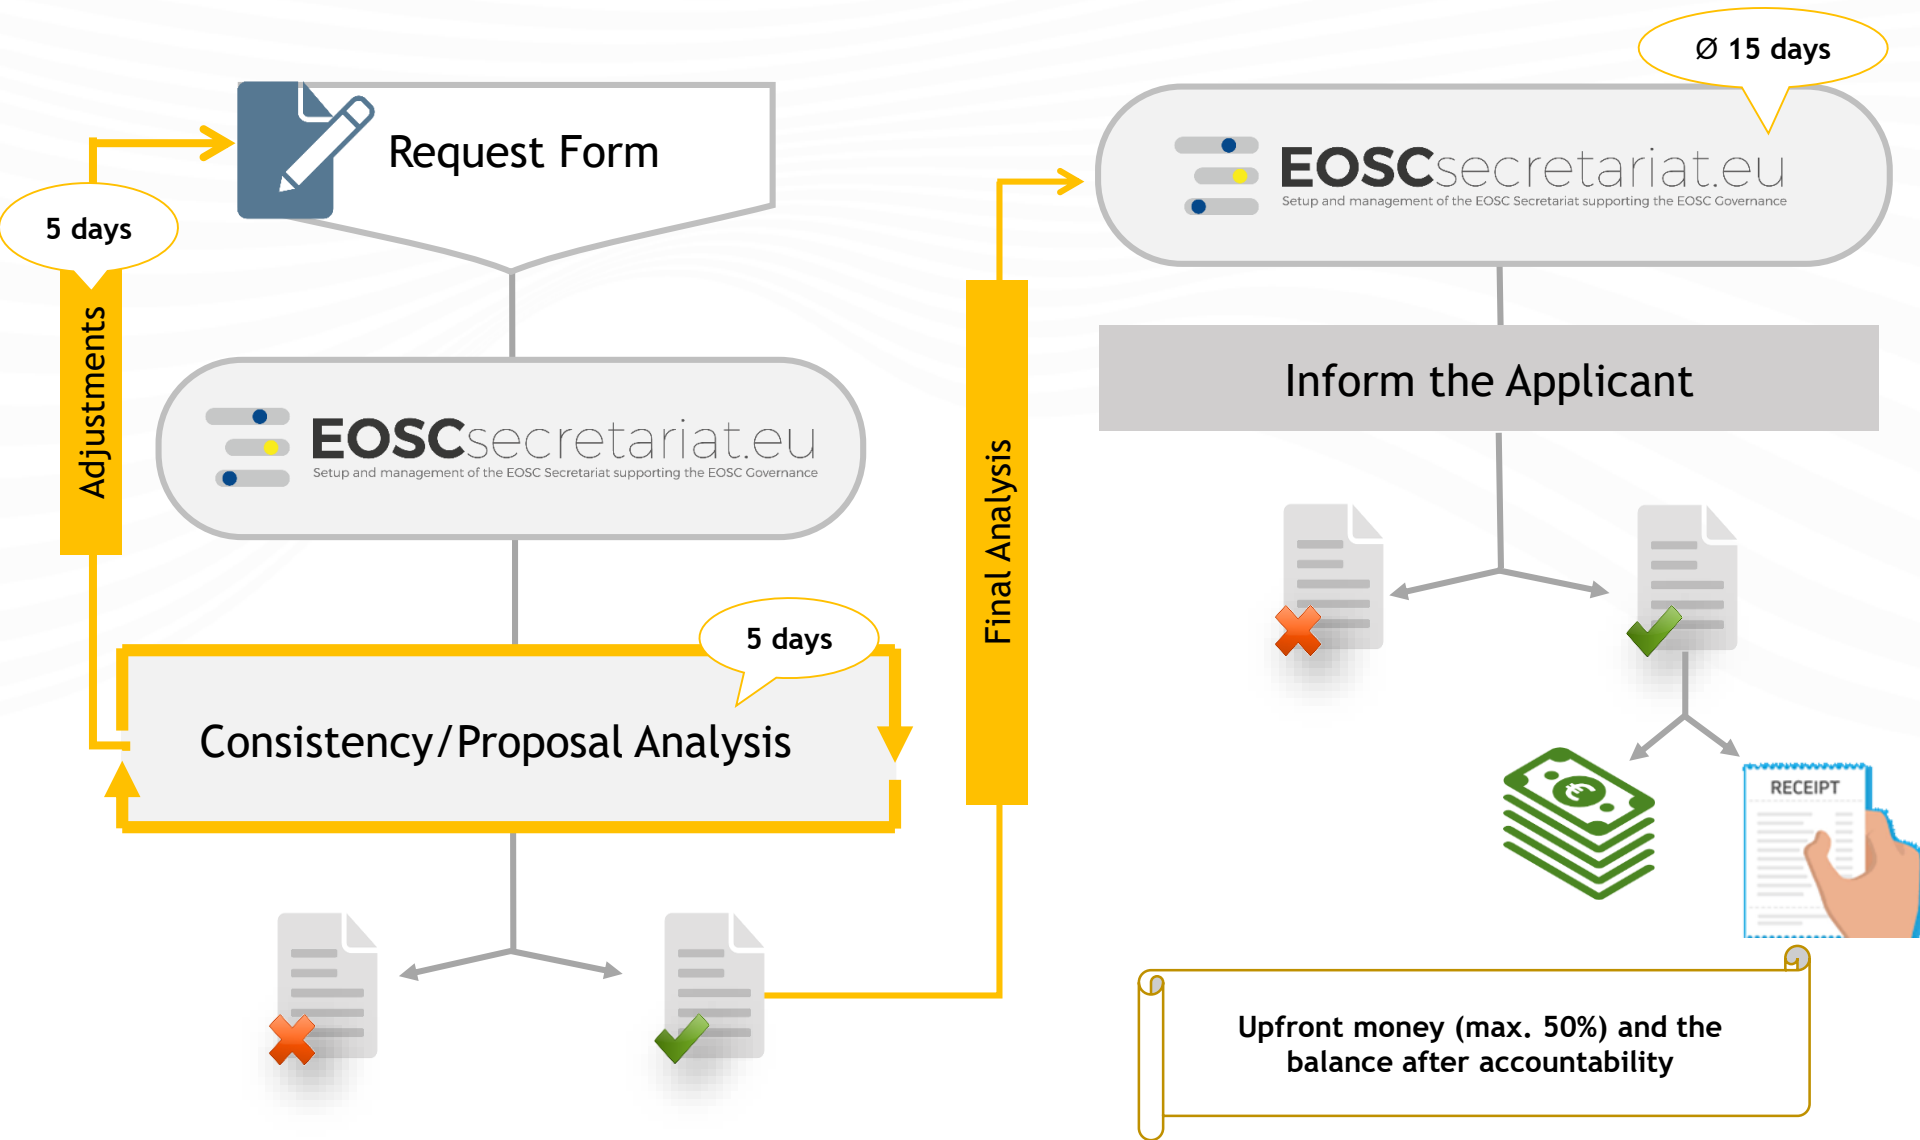 Request Form
5 days
Adjustments
EOSCsecretariat.eu
Setup and management of the EOSC Secretariat supporting the EOSC Governance
5 days
Consistency/Proposal Analysis
Final Analysis
Ø 15 days
EOSCsecretariat.eu
Setup and management of the EOSC Secretariat supporting the EOSC Governance
Inform the Applicant
€
RECEIPT
Upfront money (max. 50%) and the
balance after accountability